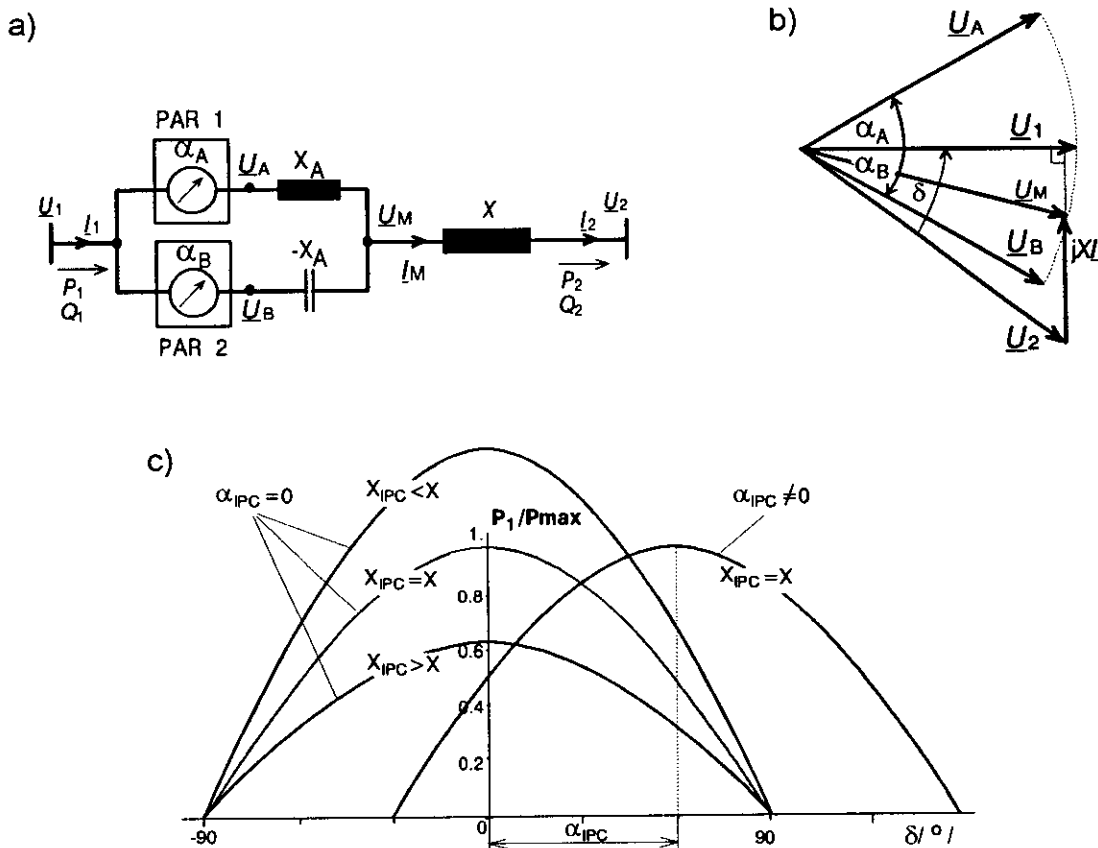 a)
PAR 1
α_A
U_A
X_A
U_1
I_1
U_M
X
I_2
U_2
α_B
-X_A
I_M
P_1
Q_1
U_B
P_2
Q_2
PAR 2
b)
U_A
α_A
U_1
α_B
δ
U_M
U_B
jXI
U_2
c)
α_IPC=0
X_IPC<X
P_1/Pmax
α_IPC≠0
1.
X_IPC=X
X_IPC=X
0.8
X_IPC>X
0.6
0.4
0.2
-90
0
α_IPC
90
δ/°/